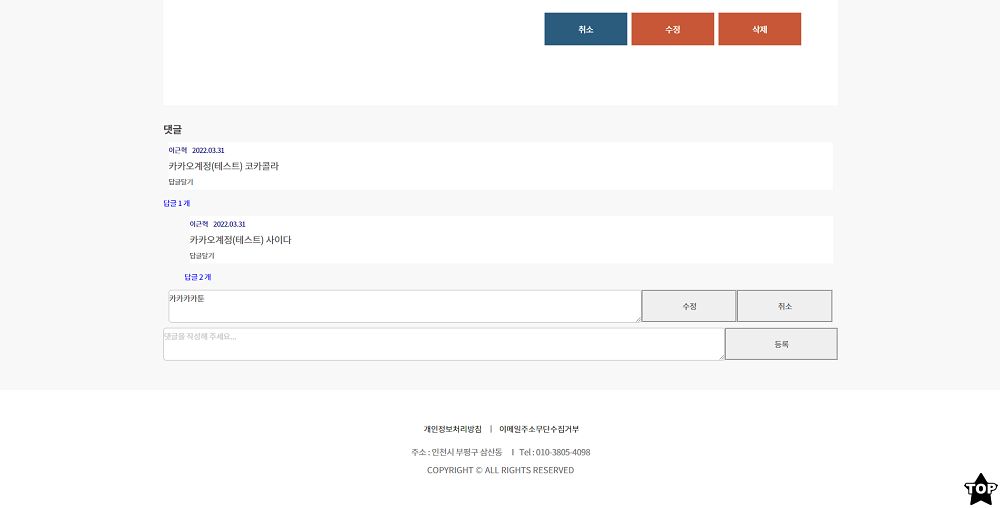 취소 수정 삭제
댓글
이근혁 2022.03.31
카카오계정(테스트) 코카콜라
답글달기
답글 1 개
이근혁 2022.03.31
카카오계정(테스트) 사이다
답글달기
답글 2 개
카카카카툰 수정 취소
댓글을 작성해 주세요... 등록
개인정보처리방침 | 이메일주소무단수집거부
주소 : 인천시 부평구 삼산동 | Tel : 010-3805-4098
COPYRIGHT © ALL RIGHTS RESERVED
TOP